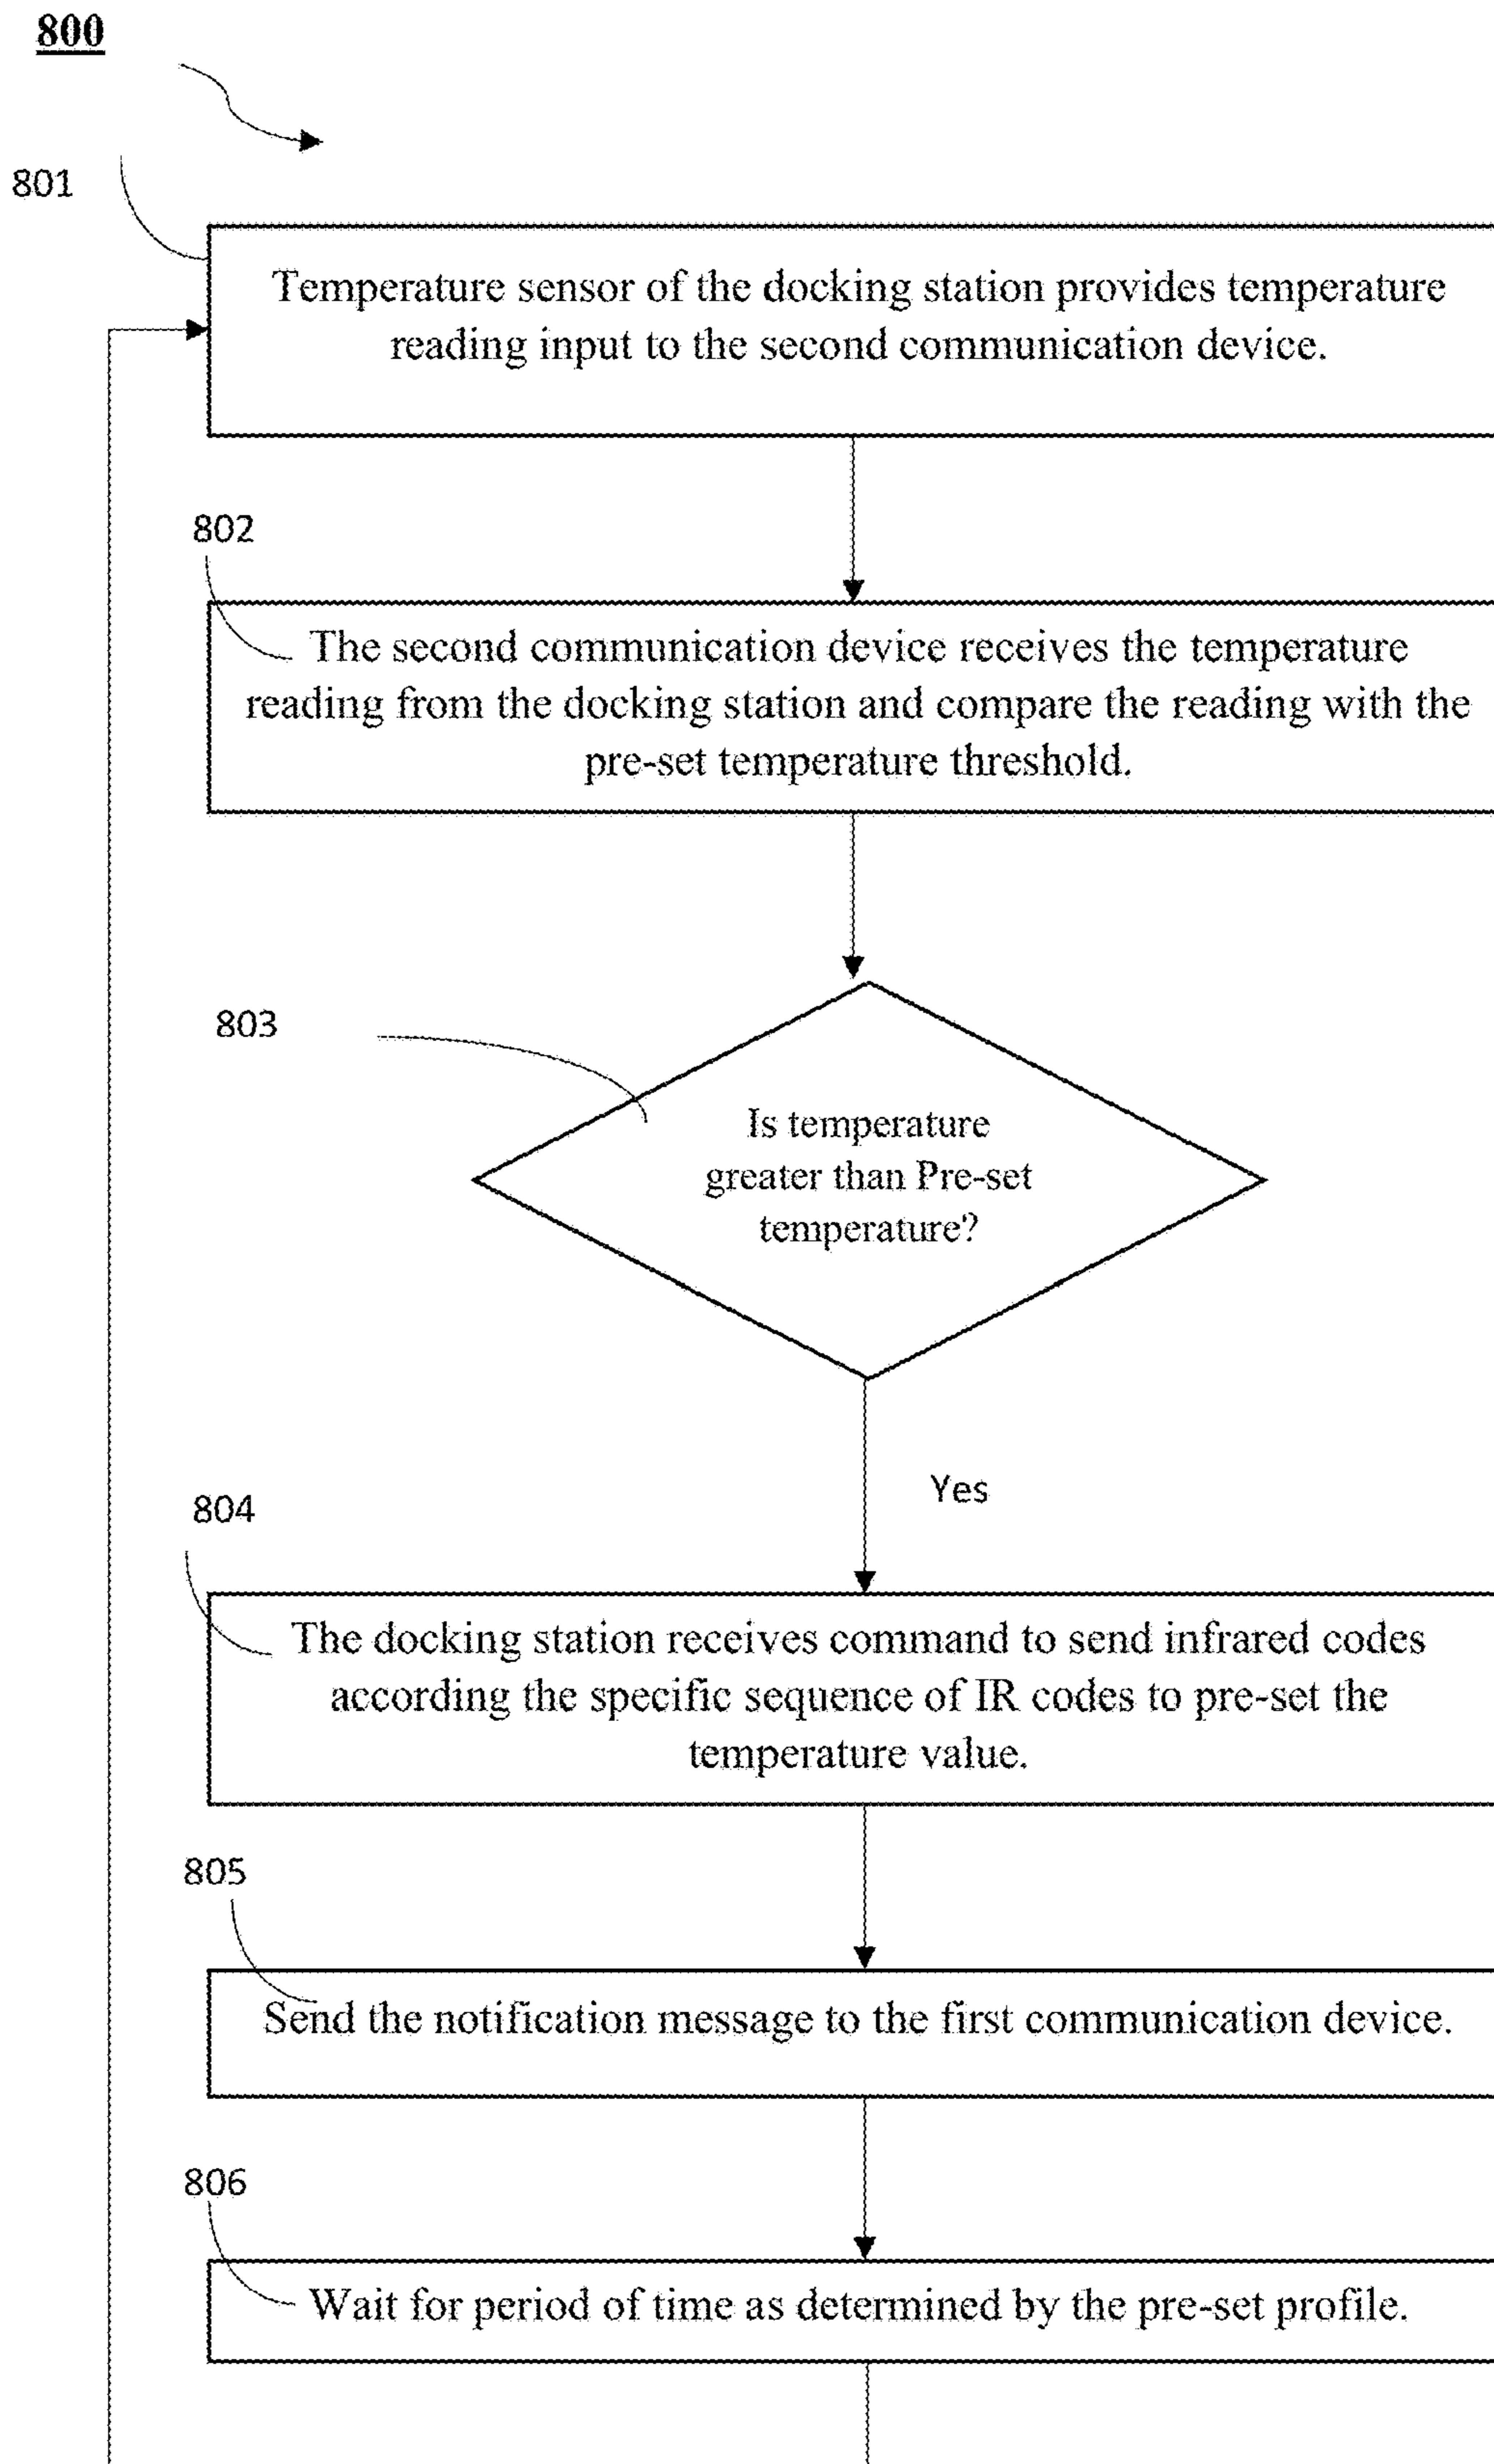 800
801
Temperature sensor of the docking station provides temperature
reading input to the second communication device.
802
The second communication device receives the temperature
reading from the docking station and compare the reading with the
pre-set temperature threshold.
803
Is temperature
greater than Pre-set
temperature?
Yes
804
The docking station receives command to send infrared codes
according the specific sequence of IR codes to pre-set the
temperature value.
805
Send the notification message to the first communication device.
806
Wait for period of time as determined by the pre-set profile.